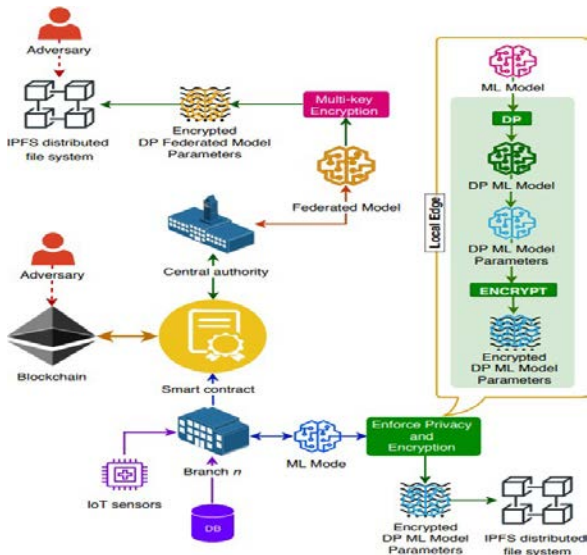 Adversary
IPFS distributed
file system
Encrypted
DP Federated Model
Parameters
Multi-key
Encryption
Federated Model
Central authority
Adversary
Blockchain
Smart contract
IoT sensors
Branch n
DB
ML Mode
Enforce Privacy
and
Encryption
Encrypted
DP ML Model
Parameters
IPFS distributed
file system
Local Edge
ML Model
DP
DP ML Model
DP ML Model
Parameters
ENCRYPT
Encrypted
DP ML Model
Parameters